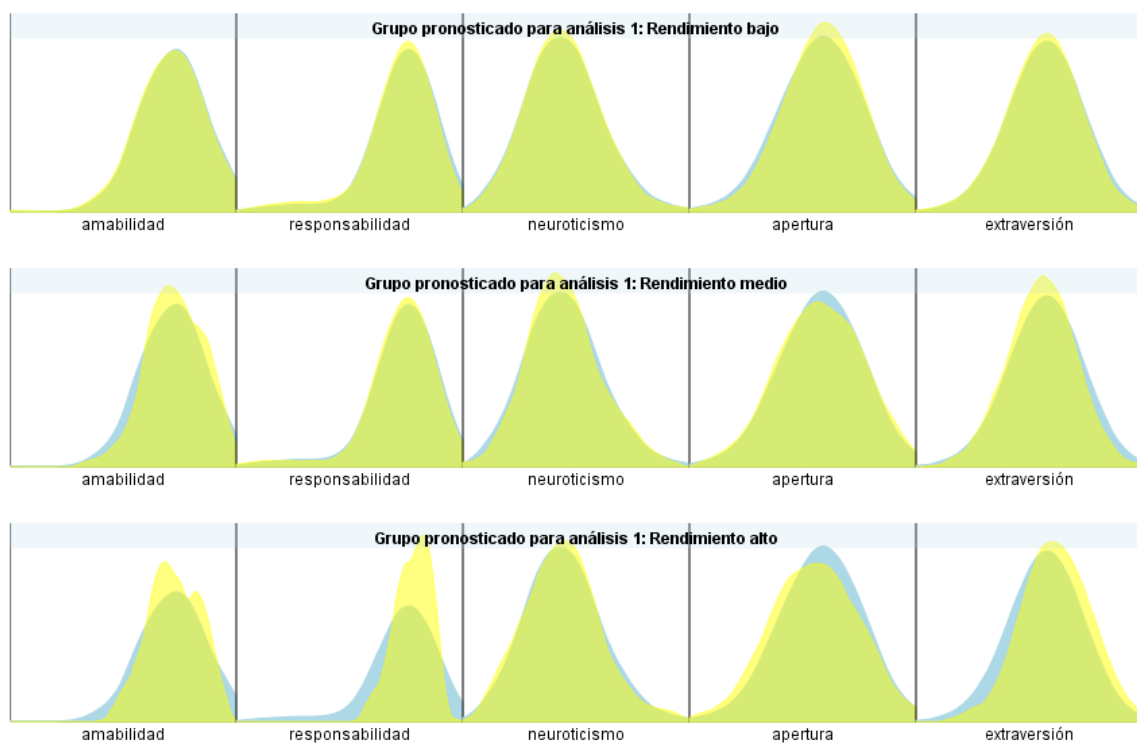 Grupo pronosticado para análisis 1: Rendimiento bajo
amabilidad responsabilidad neuroticismo apertura extraversión
Grupo pronosticado para análisis 1: Rendimiento medio
amabilidad responsabilidad neuroticismo apertura extraversión
Grupo pronosticado para análisis 1: Rendimiento alto
amabilidad responsabilidad neuroticismo apertura extraversión